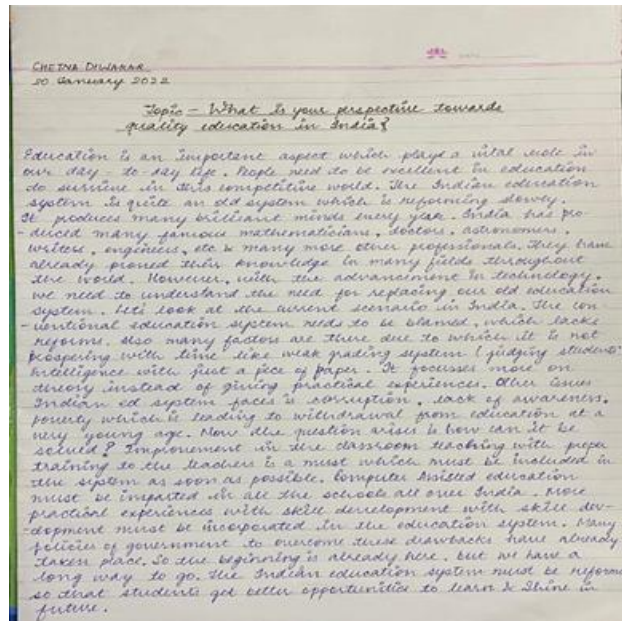 CHETNA DIWAKAR
20 January 2022
Topic - What is your perspective towards
quality education in India?
Education is an important aspect which plays a vital role in
our day - to day life. People need to be excellent in education
do survive in this competitive world. The Indian education
system is quite an old system which is reforming slowly.
It produces many brilliant minds every year. India has pro
- duced many famous mathematicians, doctors, astronomers,
writers, engineers, etc & many more other professionals. They have
already proved their knowledge in many fields throughout
the world. However, with the advancement in technology,
we need to understand the need for replacing our old education
system. Let's look at the current scenario in India. The con
- ventional education system needs to be blamed, which lacks
reforms. Also many factors are there due to which it is not
prospering with time like weak grading system / judging students'
intelligence with just a piece of paper. It focusses more on
theory instead of giving practical experiences. Other issues
Indian ed system faces is corruption, lack of awareness,
poverty which is leading to withdrawal from education at a
very young age. Now the question arises is how can it be
solved? Improvement in the classroom teaching with proper
training to the teachers is a must which must be included in
the system as soon as possible. Computer Assisted education
must be imparted in all the schools all over India. More
practical experiences with skill development with skill dev-
-elopment must be incorporated in the education system. Many
policies of government to overcome these drawbacks have already
taken place. So the beginning is already here, but we have a
long way to go. The Indian education system must be reform
so that students get better opportunities to learn & shine in
future.